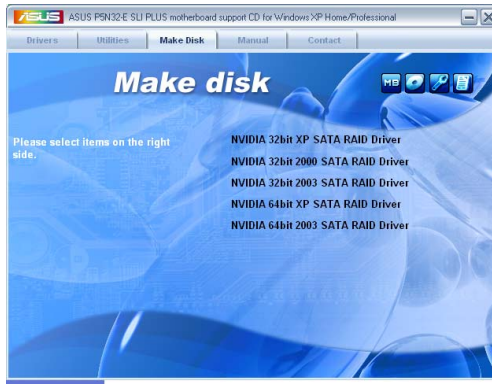 ASUS ASUS P5N32-E SLI PLUS motherboard support CD for Windows XP Home/Professional
Drivers Utilities Make Disk Manual Contact
Make disk
MB
Please select items on the right
side.
NVIDIA 32bit XP SATA RAID Driver
NVIDIA 32bit 2000 SATA RAID Driver
NVIDIA 32bit 2003 SATA RAID Driver
NVIDIA 64bit XP SATA RAID Driver
NVIDIA 64bit 2003 SATA RAID Driver